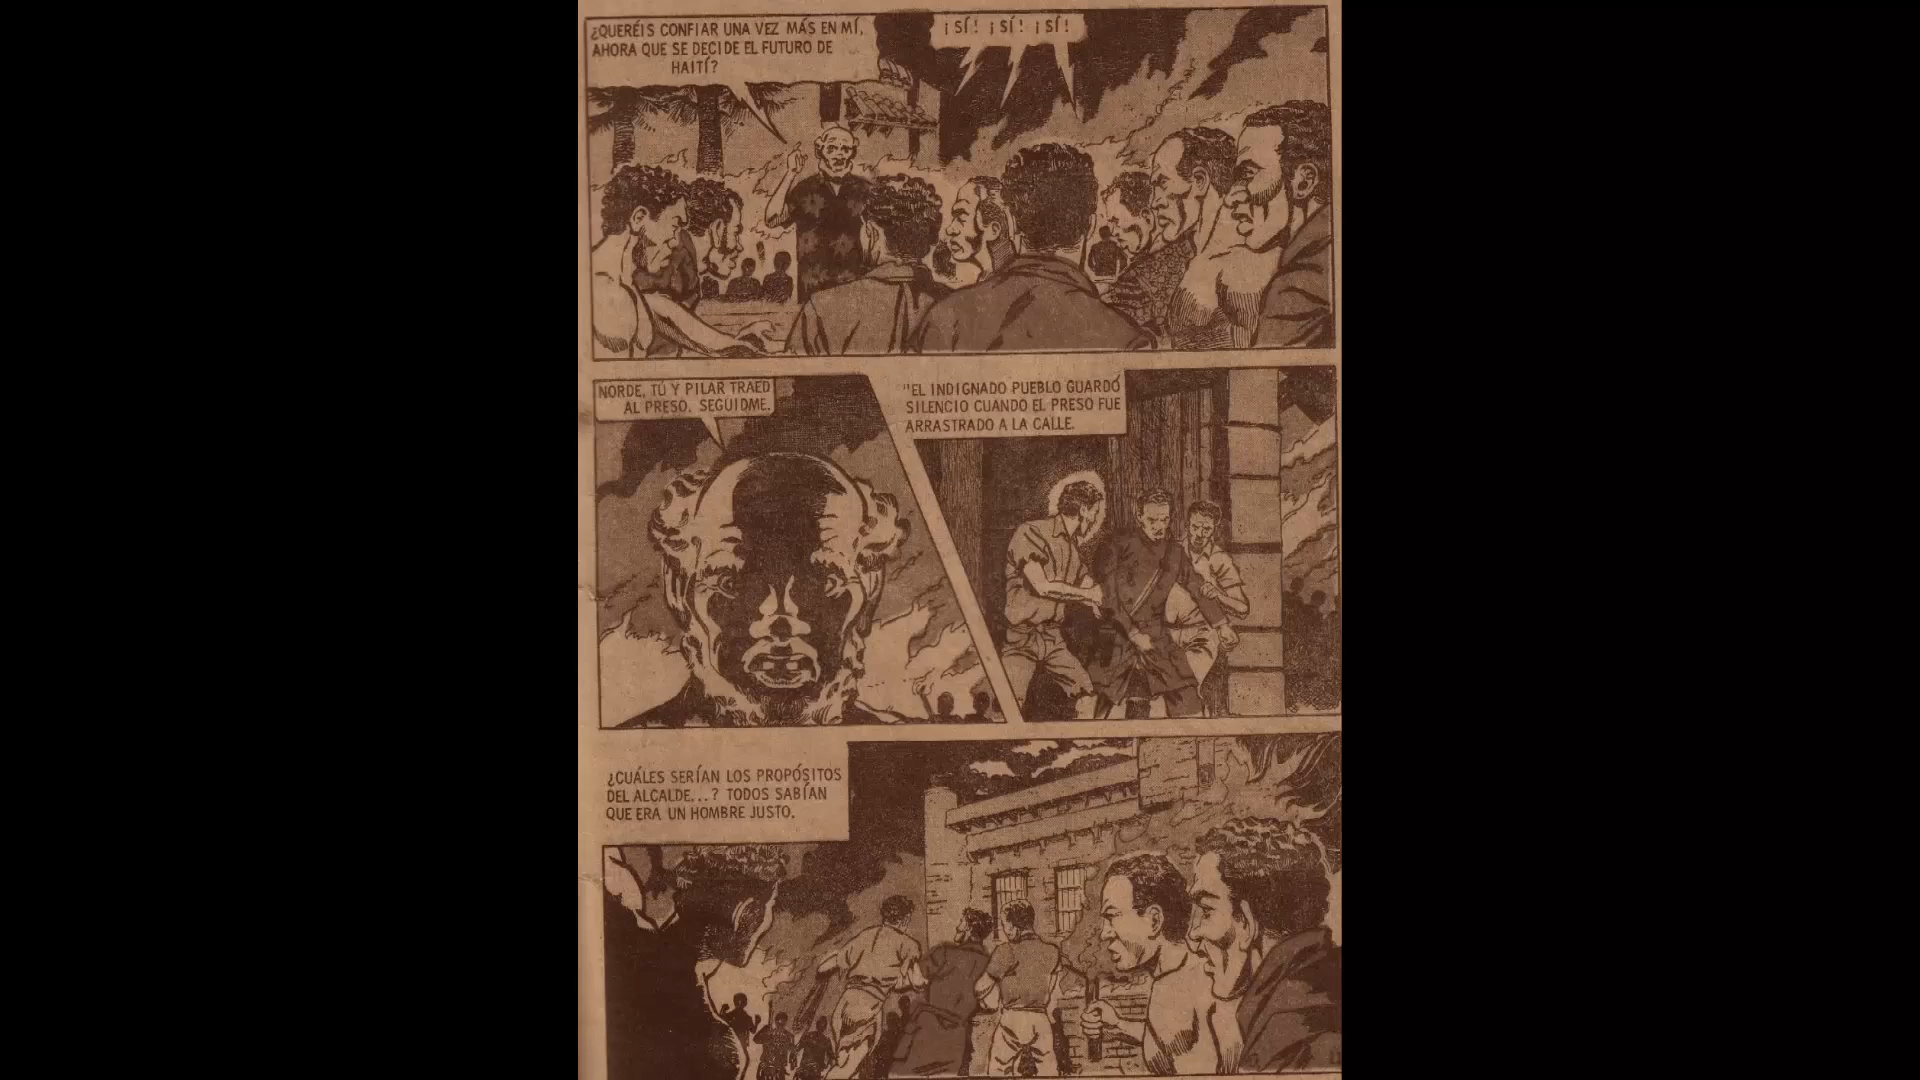 ¿QUERÉIS CONFIAR UNA VEZ MÁS EN MÍ,
AHORA QUE SE DECIDE EL FUTURO DE
HAITÍ?
¡SÍ! ¡SÍ! ¡SÍ!
NORDE, TÚ Y PILAR TRAED
AL PRESO. SEGUIDME.
"EL INDIGNADO PUEBLO GUARDÓ
SILENCIO CUANDO EL PRESO FUE
ARRASTRADO A LA CALLE.
¿CUÁLES SERÍAN LOS PROPÓSITOS
DEL ALCALDE...? TODOS SABÍAN
QUE ERA UN HOMBRE JUSTO.